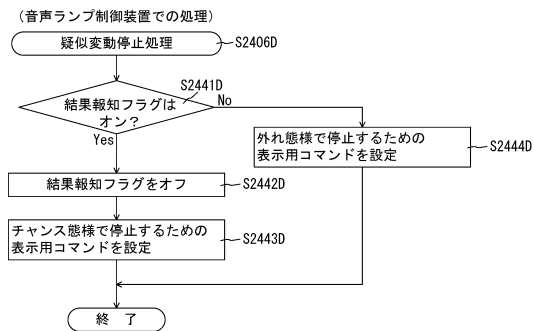 （音声ランプ制御装置での処理）
疑似変動停止処理
S2406D
S2441D
結果報知フラグは
オン？
No
Yes
外れ態様で停止するための
表示用コマンドを設定
S2444D
結果報知フラグをオフ
S2442D
チャンス態様で停止するための
表示用コマンドを設定
S2443D
終 了